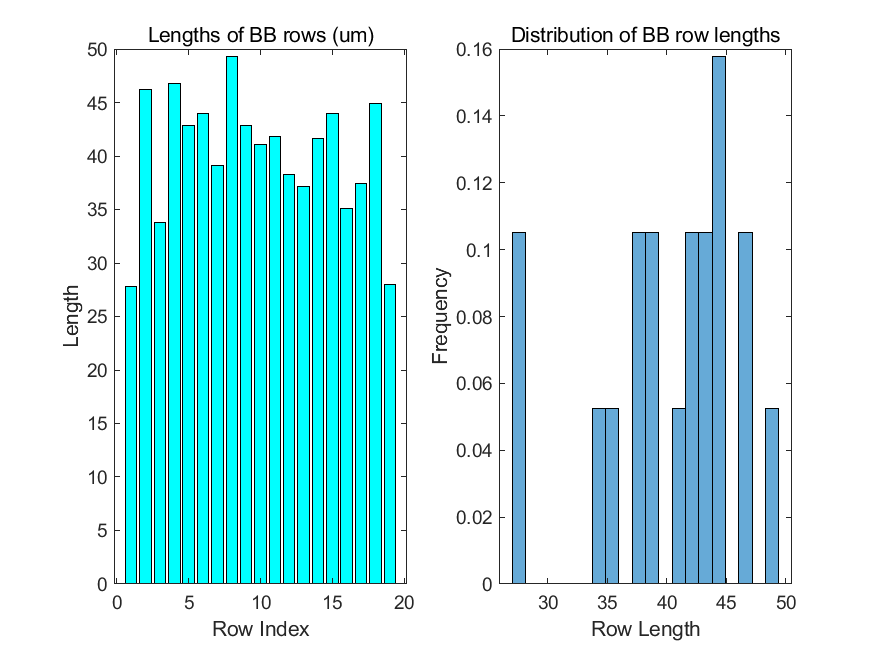 Lengths of BB rows (um)
50
45
40
35
30
25
20
15
10
5
0
Length
0 5 10 15 20
Row Index
Distribution of BB row lengths
0.16
0.14
0.12
0.1
0.08
0.06
0.04
0.02
0
Frequency
30 35 40 45 50
Row Length